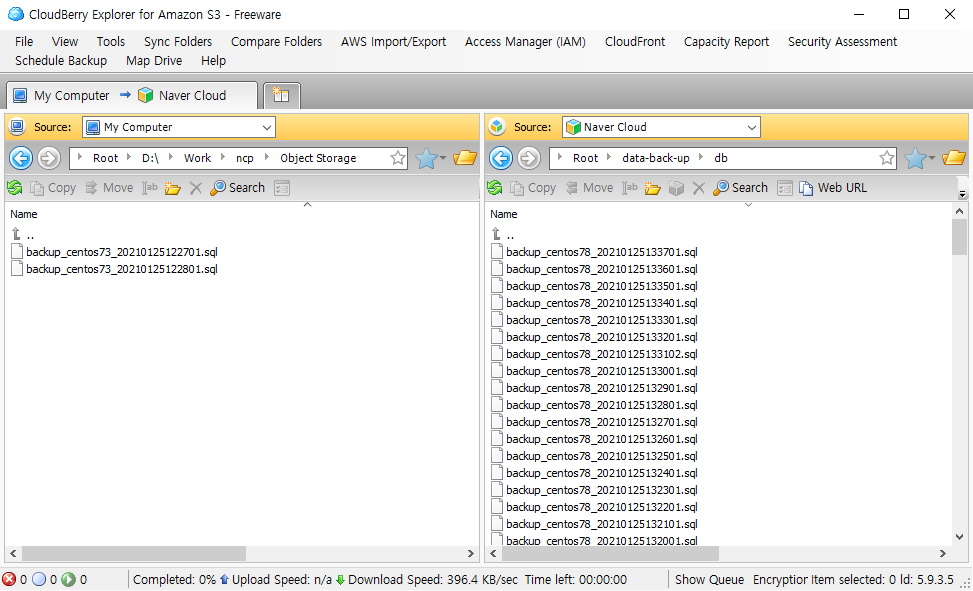 CloudBerry Explorer for Amazon S3 - Freeware
File View Tools Sync Folders Compare Folders AWS Import/Export Access Manager (IAM) CloudFront Capacity Report Security Assessment
Schedule Backup Map Drive Help
My Computer Naver Cloud
Source: My Computer
Root D:\ Work ncp Object Storage
Copy Move Search
Name
..
backup_centos73_20210125122701.sql
backup_centos73_20210125122801.sql
Source: Naver Cloud
Root data-back-up db
Copy Move Search Web URL
Name
..
backup_centos78_20210125133701.sql
backup_centos78_20210125133601.sql
backup_centos78_20210125133501.sql
backup_centos78_20210125133401.sql
backup_centos78_20210125133301.sql
backup_centos78_20210125133201.sql
backup_centos78_20210125133102.sql
backup_centos78_20210125133001.sql
backup_centos78_20210125132901.sql
backup_centos78_20210125132801.sql
backup_centos78_20210125132701.sql
backup_centos78_20210125132601.sql
backup_centos78_20210125132501.sql
backup_centos78_20210125132401.sql
backup_centos78_20210125132301.sql
backup_centos78_20210125132201.sql
backup_centos78_20210125132101.sql
backup_centos78_20210125132001.sql
0 0 0 Completed: 0% Upload Speed: n/a Download Speed: 396.4 KB/sec Time left: 00:00:00 Show Queue Encryptior Item selected: 0 ld: 5.9.3.5